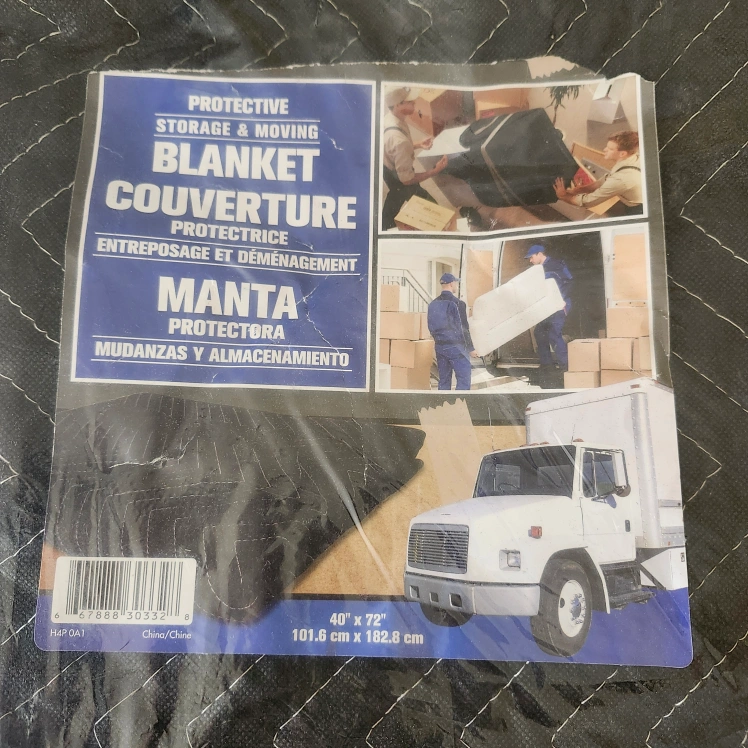 PROTECTIVE
STORAGE & MOVING
BLANKET
COUVERTURE
PROTECTRICE
ENTREPOSAGE ET DÉMÉNAGEMENT
MANTA
PROTECTORA
MUDANZAS Y ALMACENAMIENTO
6 67888 30332 8
H4P 0A1 China/Chine
40" x 72"
101.6 cm x 182.8 cm